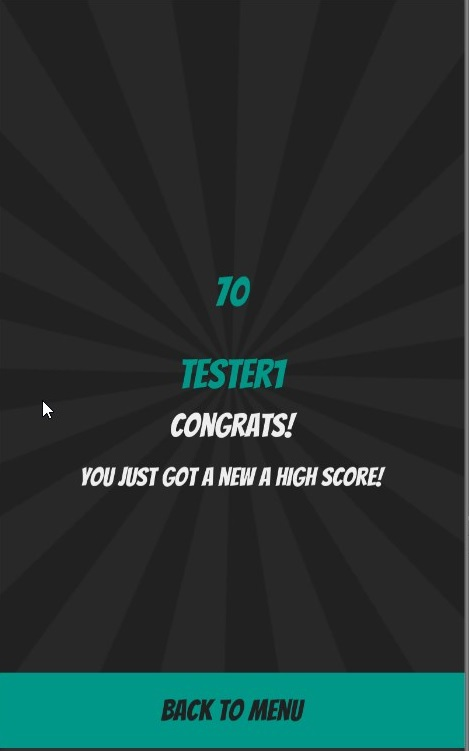 70
TESTER1
CONGRATS!
YOU JUST GOT A NEW A HIGH SCORE!
BACK TO MENU